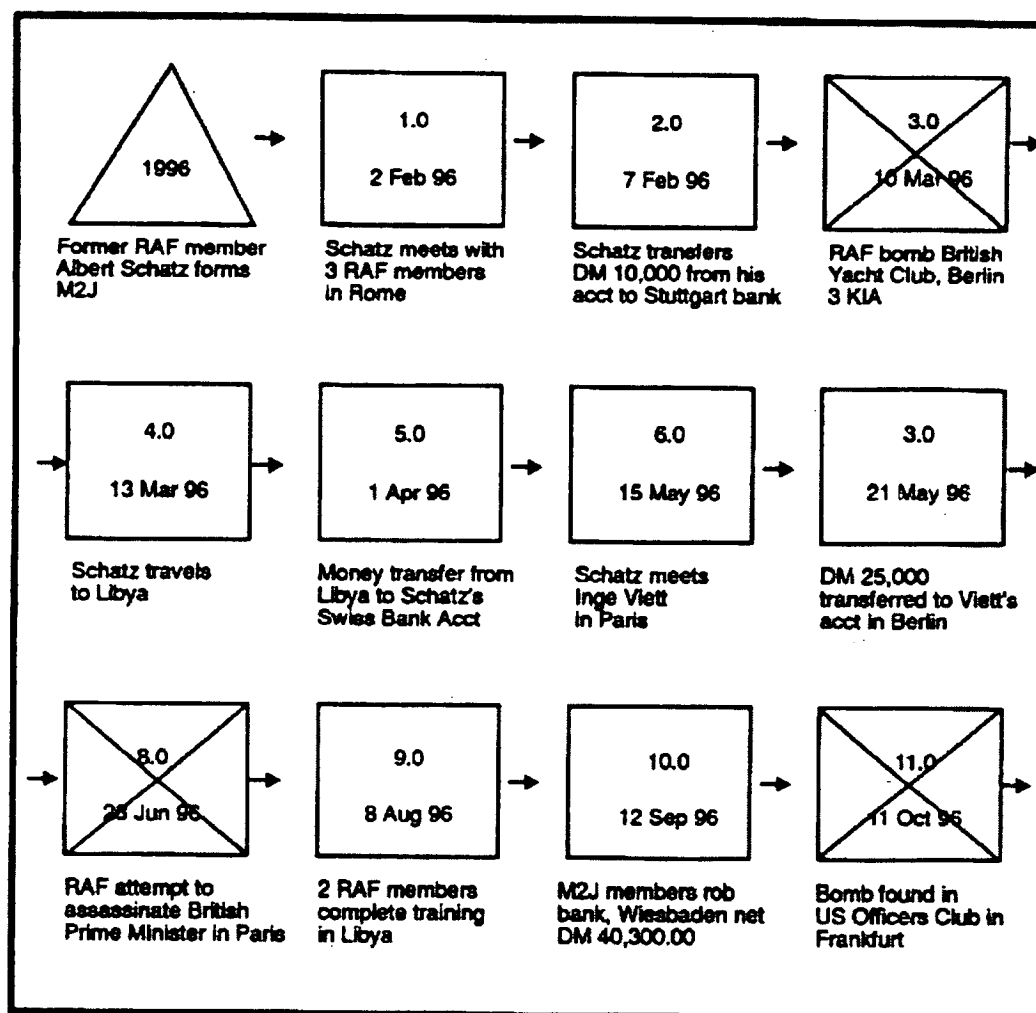 1996
Former RAF member
Albert Schatz forms
M2J
1.0
2 Feb 96
Schatz meets with
3 RAF members
in Rome
2.0
7 Feb 96
Schatz transfers
DM 10,000 from his
acct to Stuttgart bank
3.0
10 Mar 96
RAF bomb British
Yacht Club, Berlin
3 KIA
4.0
13 Mar 96
Schatz travels
to Libya
5.0
1 Apr 96
Money transfer from
Libya to Schatz's
Swiss Bank Acct
6.0
15 May 96
Schatz meets
Inge Viett
in Paris
3.0
21 May 96
DM 25,000
transferred to Viett's
acct in Berlin
8.0
Jun 96
RAF attempt to
assassinate British
Prime Minister in Paris
9.0
8 Aug 96
2 RAF members
complete training
in Libya
10.0
12 Sep 96
M2J members rob
bank, Wiesbaden net
DM 40,300.00
11.0
11 Oct 96
Bomb found in
US Officers Club in
Frankfurt